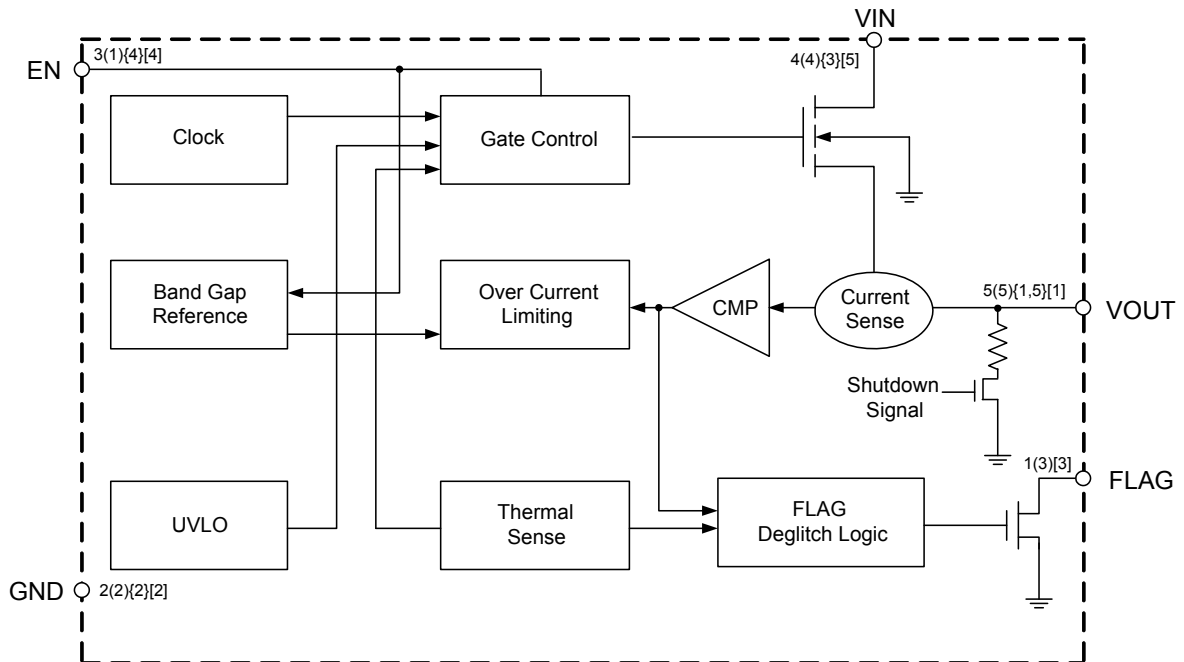 VIN
3(1){4}[4]
4(4){3}[5]
EN
Clock
Gate Control
Band Gap
Reference
Over Current
Limiting
CMP
Current
Sense
5(5){1,5}[1]
VOUT
Shutdown
Signal
1(3)[3]
FLAG
UVLO
Thermal
Sense
FLAG
Deglitch Logic
GND
2(2){2}[2]